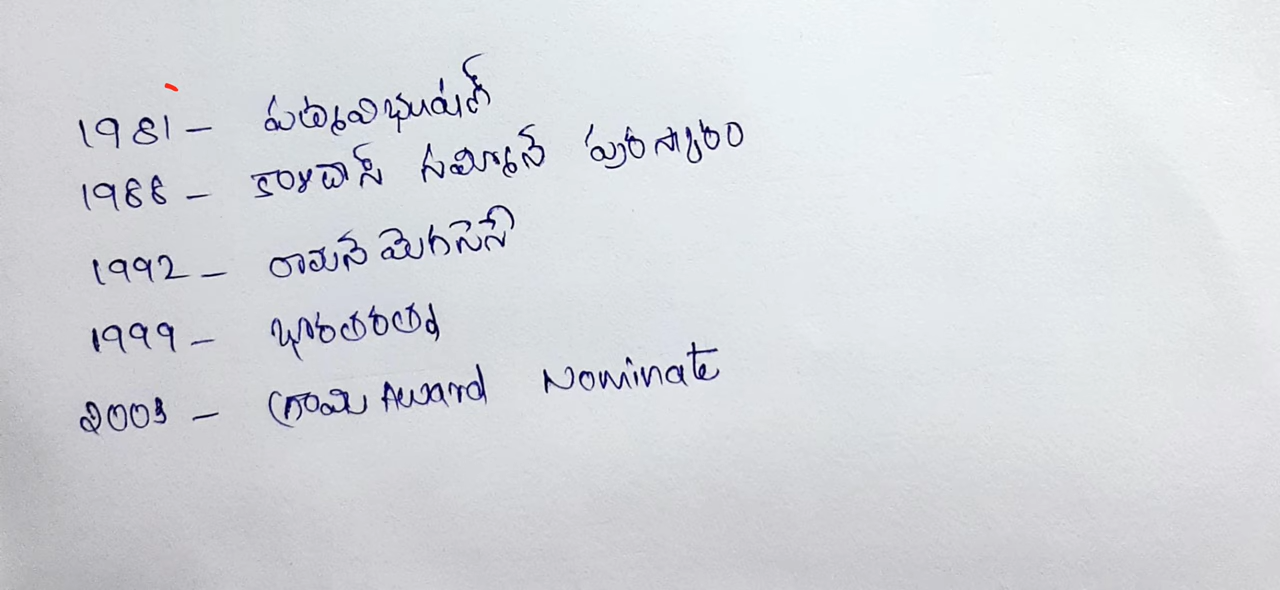 1981 - పద్మవిభుషణ్
1988 - కాళిదాస్ సమ్మాన్ పురస్కారం
1992 - రామన్ మెగసెసే
1999 - భారతరత్న
2003 - గ్రామి Award Nominate